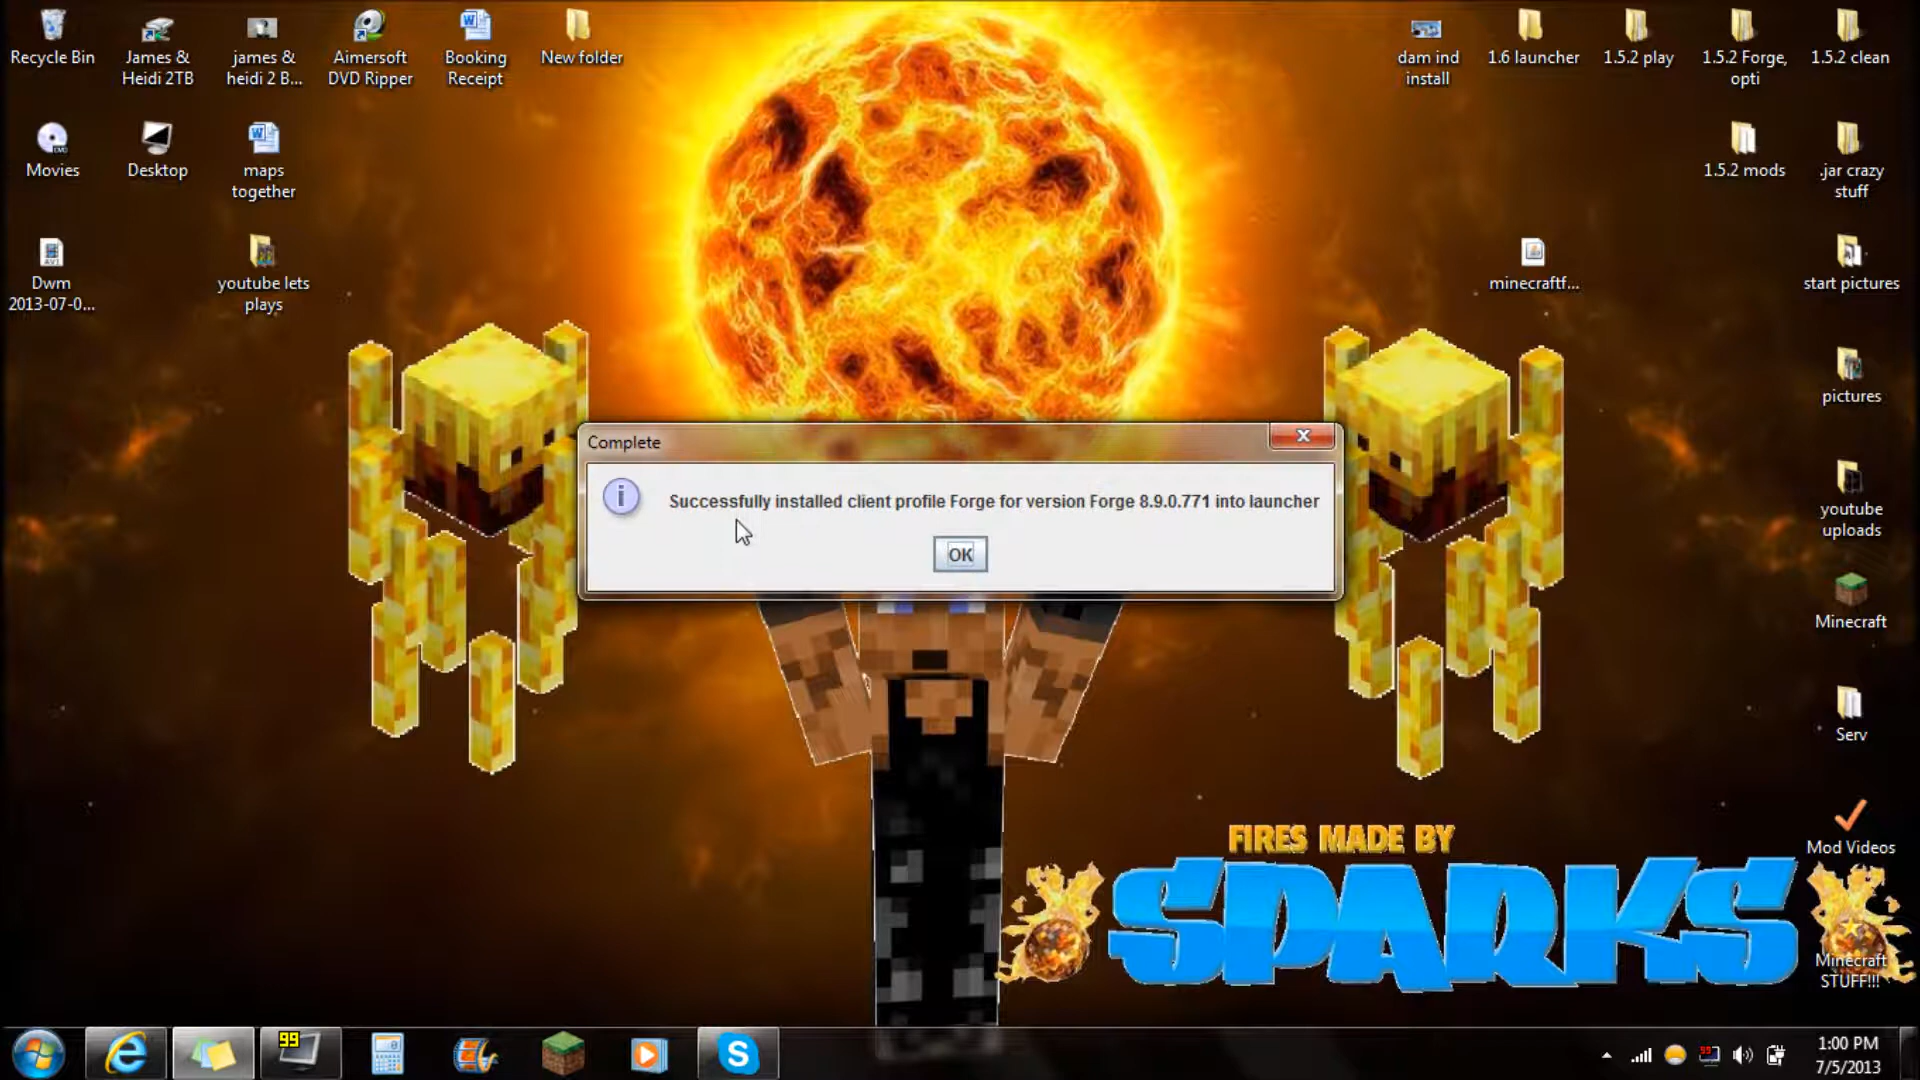 Recycle Bin
James &
Heidi 2TB
james &
heidi 2 B...
Aimersoft
DVD Ripper
Booking
Receipt
New folder
dam ind
install
1.6 launcher
1.5.2 play
1.5.2 Forge,
opti
1.5.2 clean
Movies
Desktop
maps
together
1.5.2 mods
.jar crazy
stuff
Dwm
2013-07-0...
youtube lets
plays
minecraftf...
start pictures
pictures
Complete
Successfully installed client profile Forge for version Forge 8.9.0.771 into launcher
OK
youtube
uploads
Minecraft
Serv
Mod Videos
FIRES MADE BY
SPARKS
Minecraft
STUFF!!!
99
1:00 PM
7/5/2013